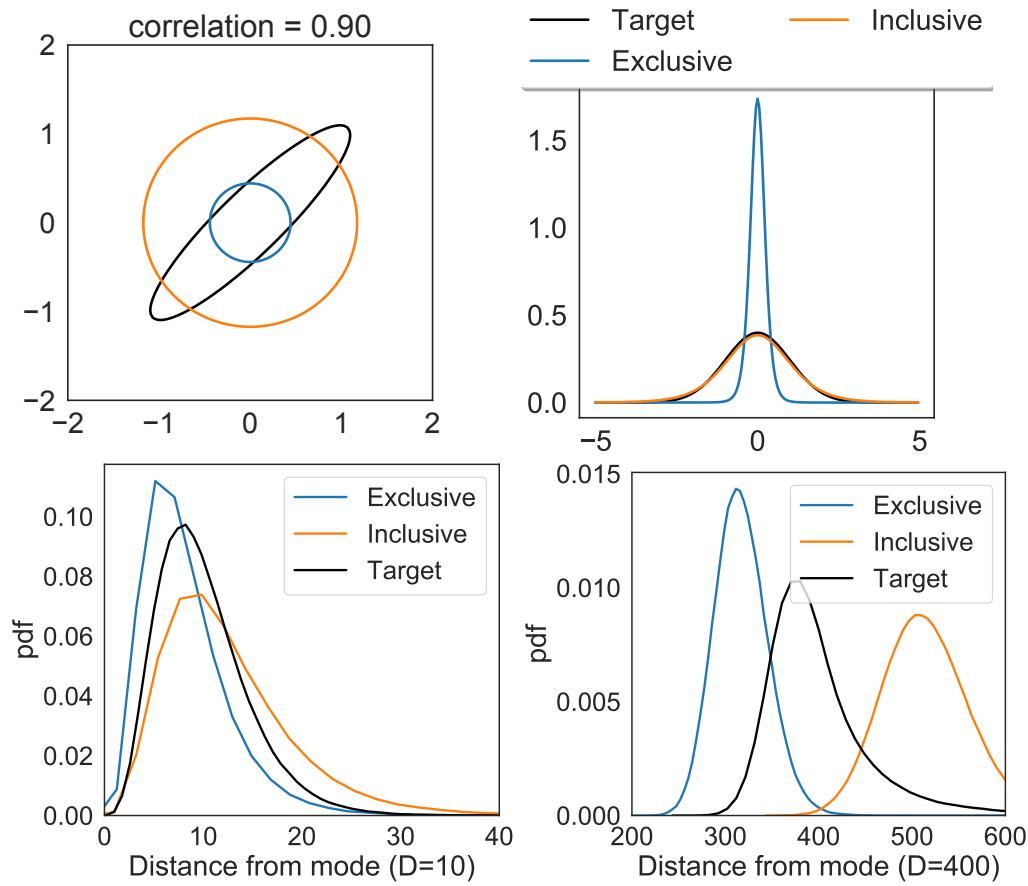 correlation = 0.90
2
1
0
−1
−2
−2 −1 0 1 2
Target Inclusive
Exclusive
1.5
1.0
0.5
0.0
−5 0 5
Exclusive
Inclusive
Target
0.10
0.08
0.06
0.04
0.02
0.00
pdf
0 10 20 30 40
Distance from mode (D=10)
Exclusive
Inclusive
Target
0.015
0.010
0.005
0.000
pdf
200 300 400 500 600
Distance from mode (D=400)